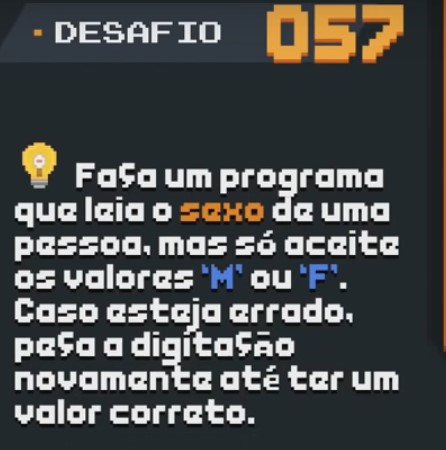 · DESAFIO 057
Faça um programa
que leia o sexo de uma
pessoa, mas só aceite
os valores 'M' ou 'F'.
Caso esteja errado,
peça a digitação
novamente até ter um
valor correto.